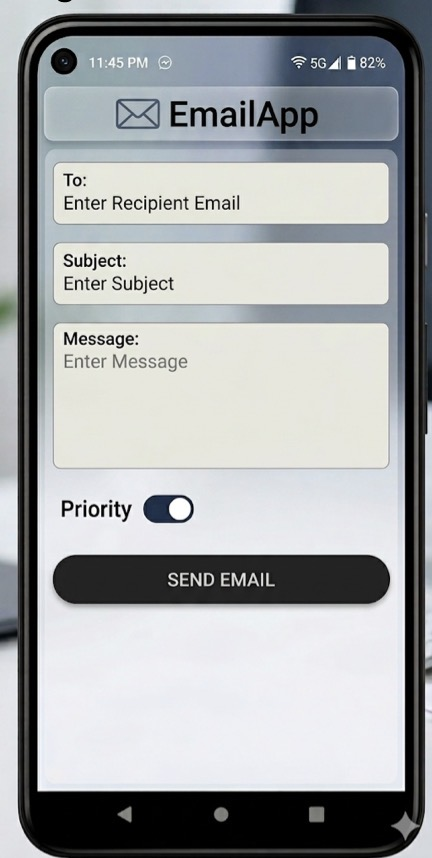 11:45 PM 5G 82%
EmailApp
To:
Enter Recipient Email
Subject:
Enter Subject
Message:
Enter Message
Priority
SEND EMAIL